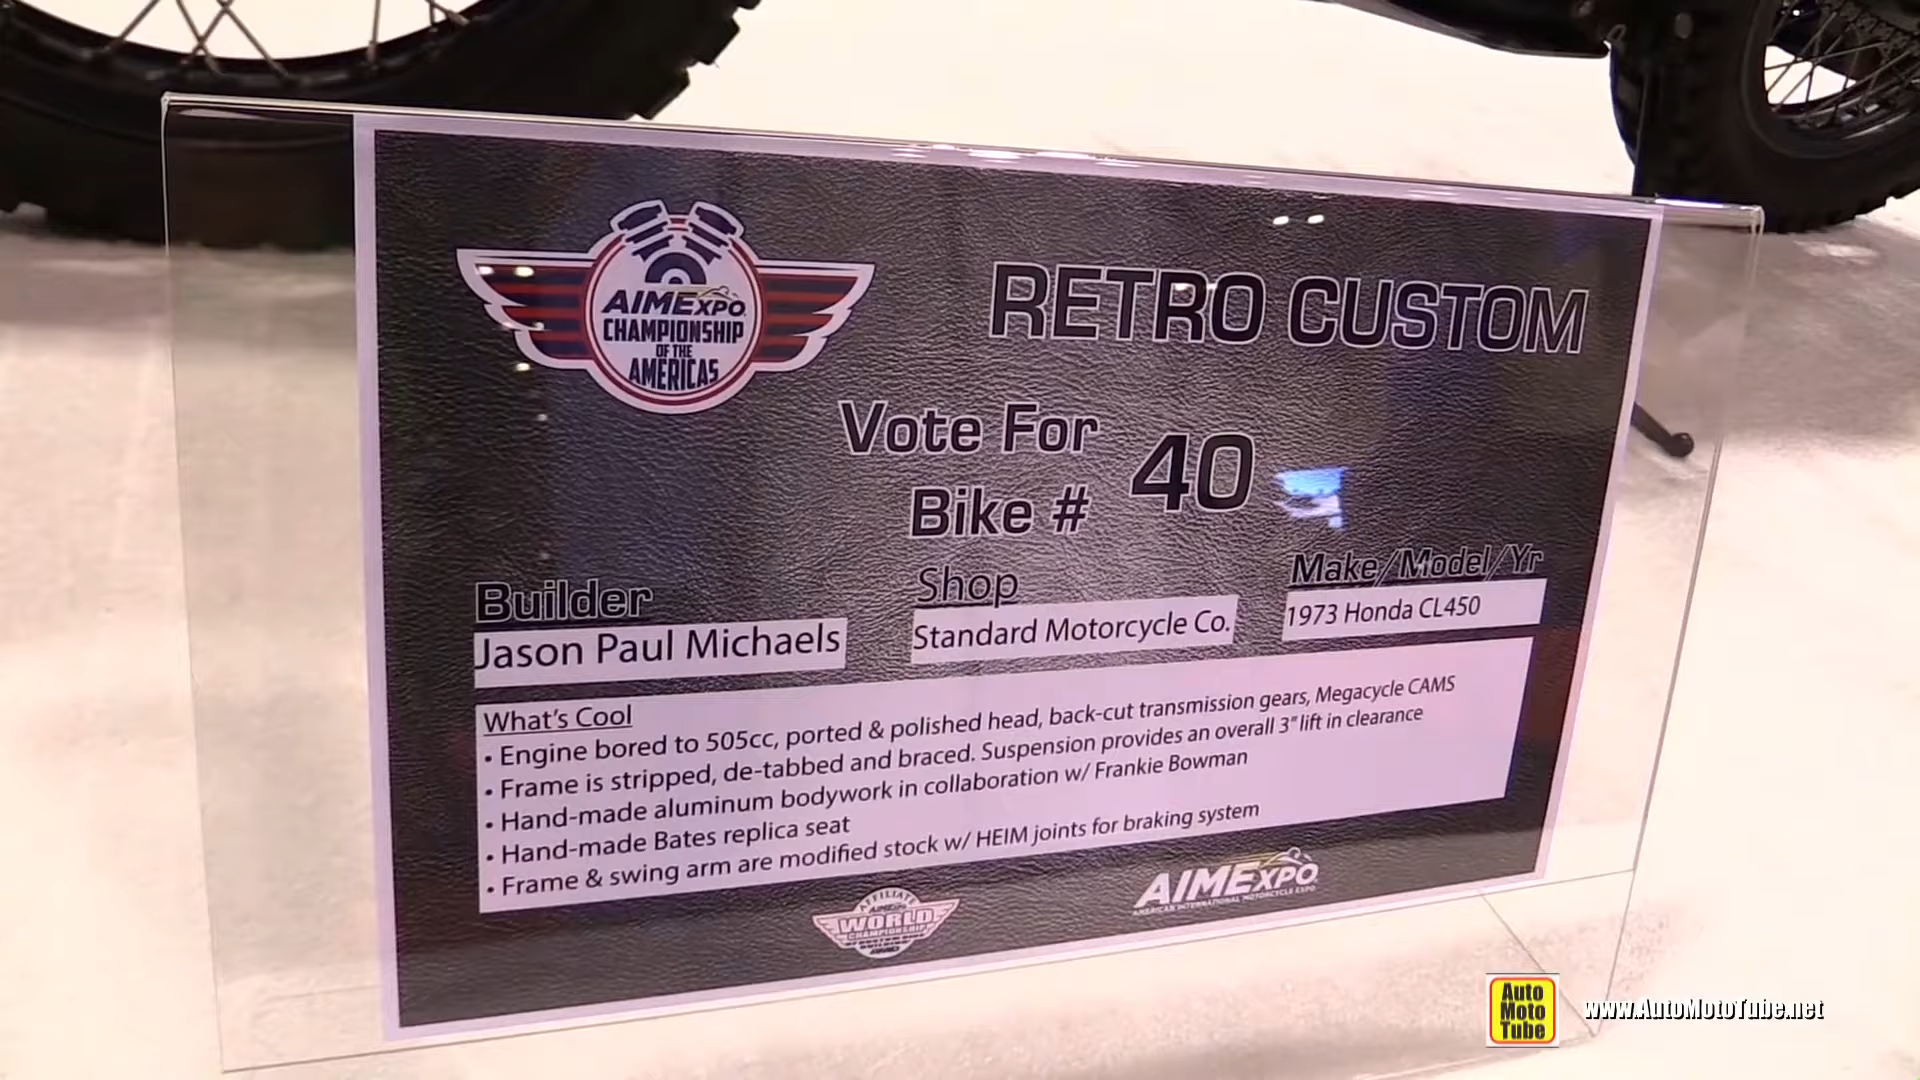 AIMExpo
CHAMPIONSHIP
OF THE
AMERICAS
RETRO CUSTOM
Vote For
Bike # 40
Builder
Jason Paul Michaels
Shop
Standard Motorcycle Co.
Make/Model/Yr
1973 Honda CL450
What's Cool
• Engine bored to 505cc, ported & polished head, back-cut transmission gears, Megacycle CAMS
• Frame is stripped, de-tabbed and braced. Suspension provides an overall 3" lift in clearance
• Hand-made aluminum bodywork in collaboration w/ Frankie Bowman
• Hand-made Bates replica seat
• Frame & swing arm are modified stock w/ HEIM joints for braking system
AFFILIATE
WORLD
CHAMPIONSHIP
AIMExpo
AMERICAN INTERNATIONAL MOTORCYCLE EXPO
Auto
Moto
Tube
www.AutoMotoTube.net